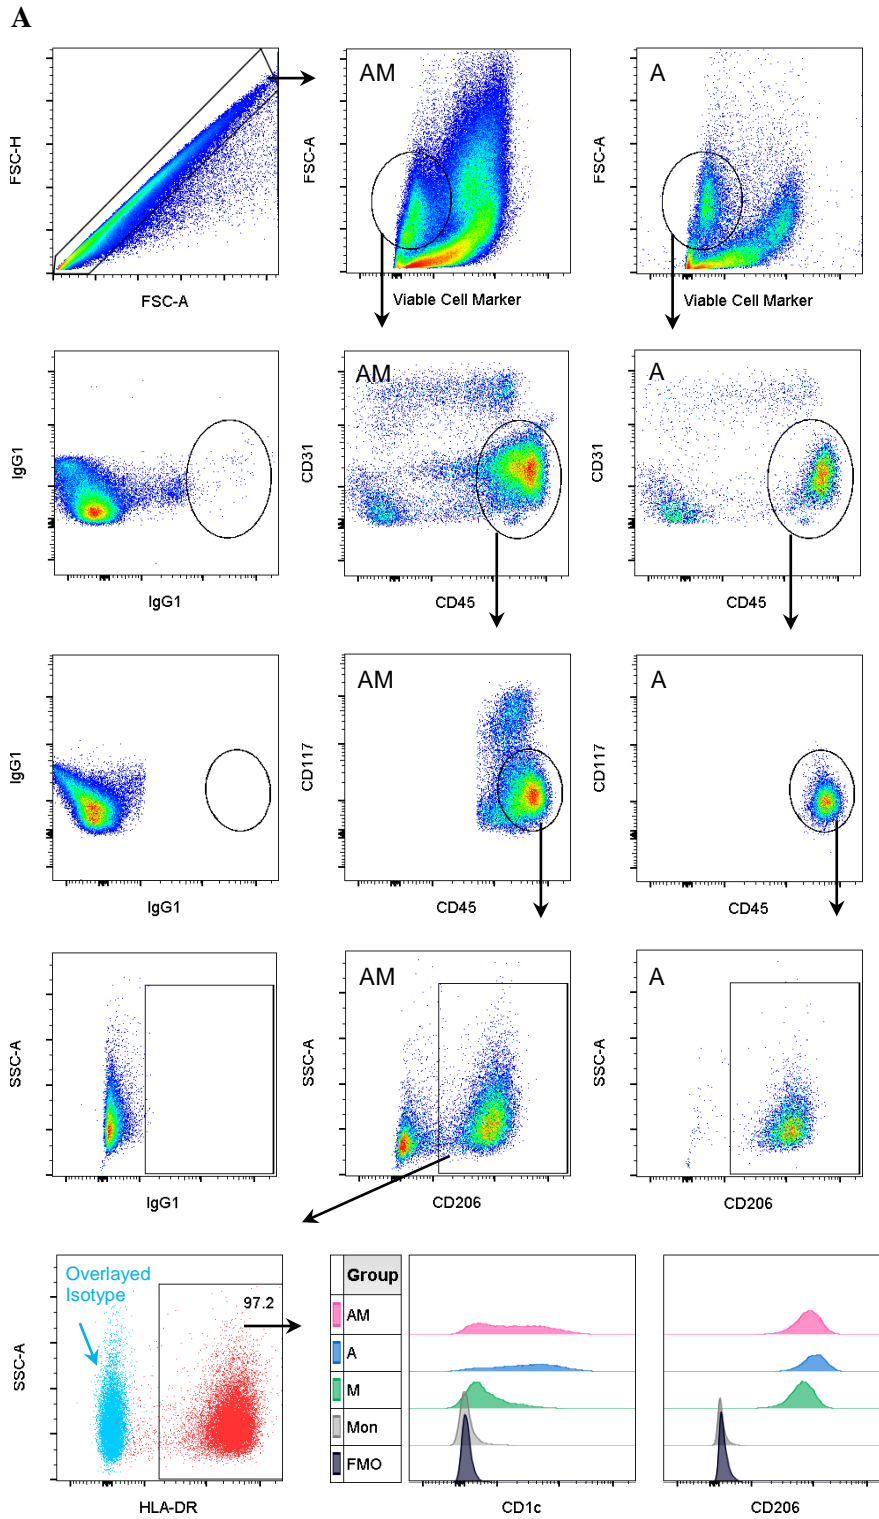 A
FSC-H
FSC-A
AM
FSC-A
Viable Cell Marker
A
FSC-A
Viable Cell Marker
IgG1
IgG1
AM
CD31
CD45
A
CD31
CD45
IgG1
IgG1
AM
CD117
CD45
A
CD117
CD45
SSC-A
IgG1
AM
SSC-A
CD206
A
SSC-A
CD206
Overlayed
Isotype
97.2
SSC-A
HLA-DR
Group
AM
A
M
Mon
FMO
CD1c
CD206